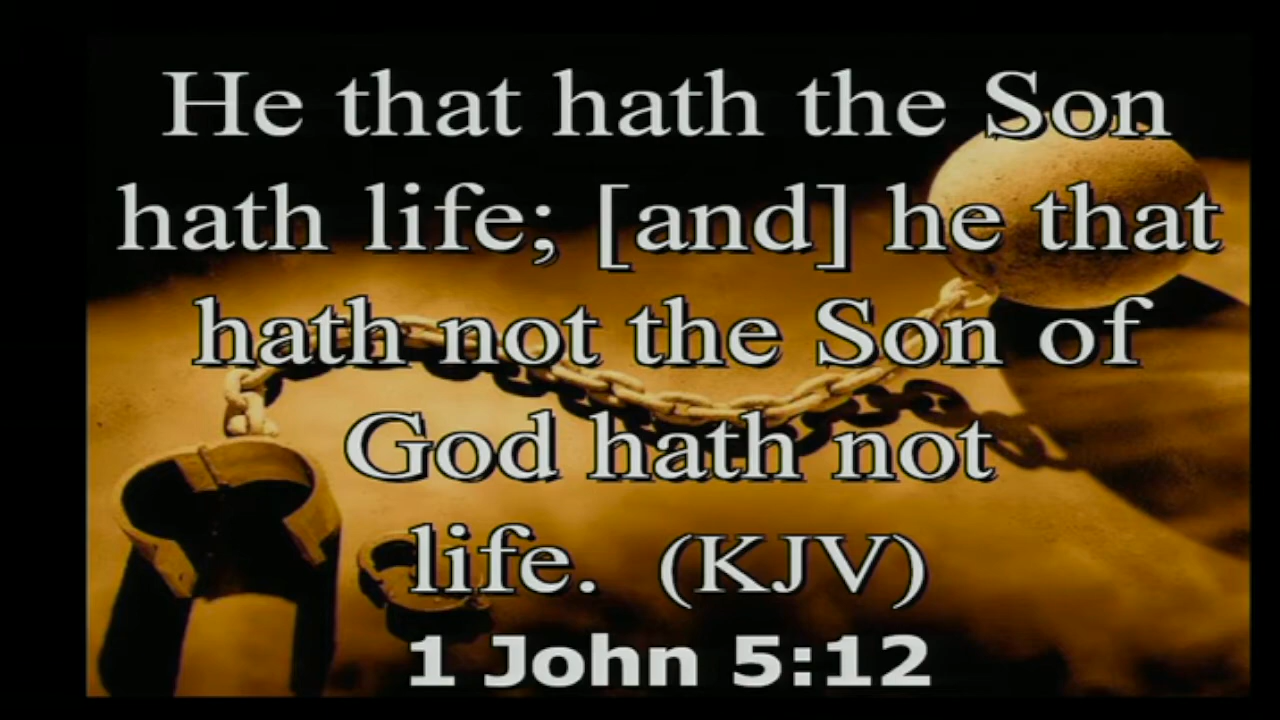 He that hath the Son
hath life; [and] he that
hath not the Son of
God hath not
life. (KJV)
1 John 5:12